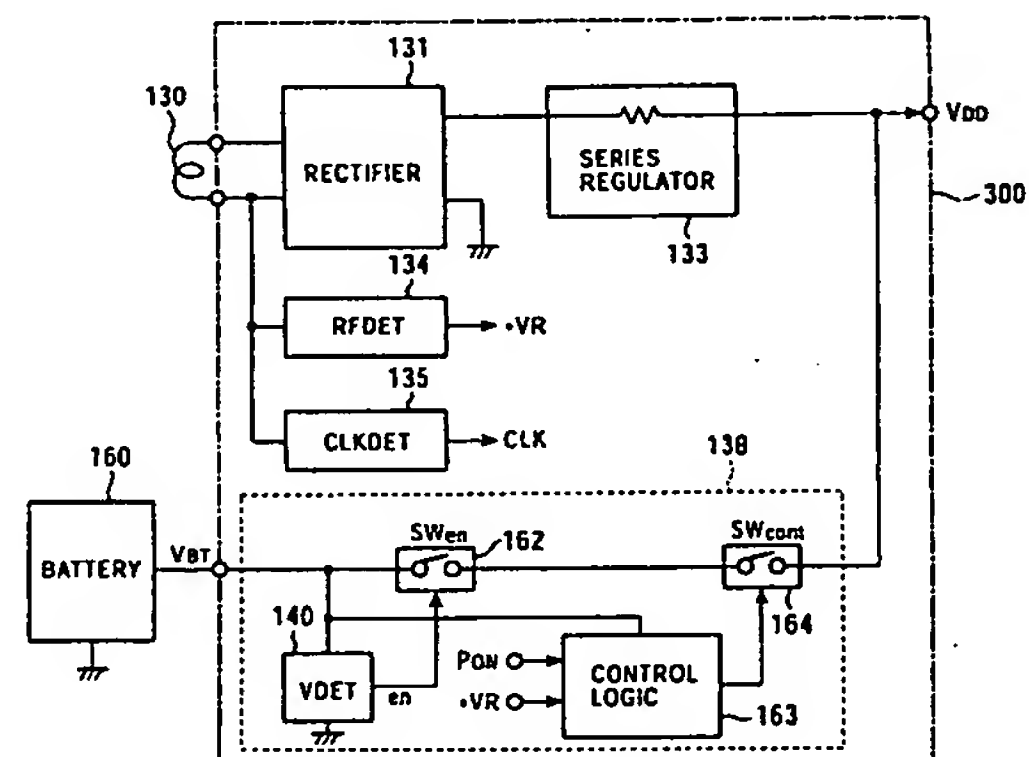 131
130
RECTIFIER
SERIES
REGULATOR
133
VDD
300
134
RFDET
*VR
135
CLKDET
CLK
160
BATTERY
VBT
138
SWen
162
SWcont
164
140
VDET
en
PON
*VR
CONTROL
LOGIC
163